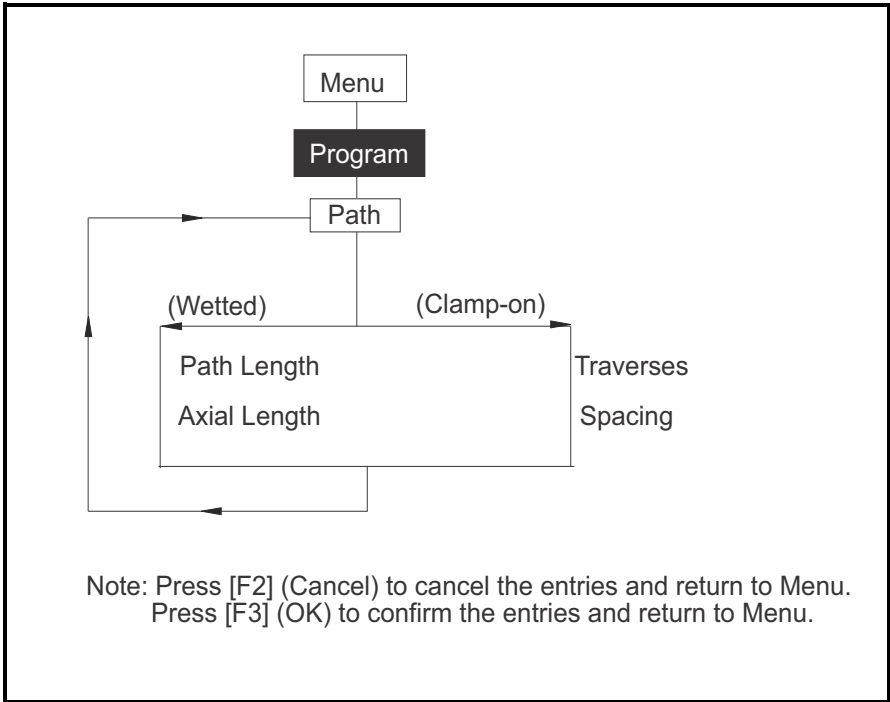 Menu
Program
Path
(Wetted) (Clamp-on)
Path Length Traverses
Axial Length Spacing
Note: Press [F2] (Cancel) to cancel the entries and return to Menu.
Press [F3] (OK) to confirm the entries and return to Menu.